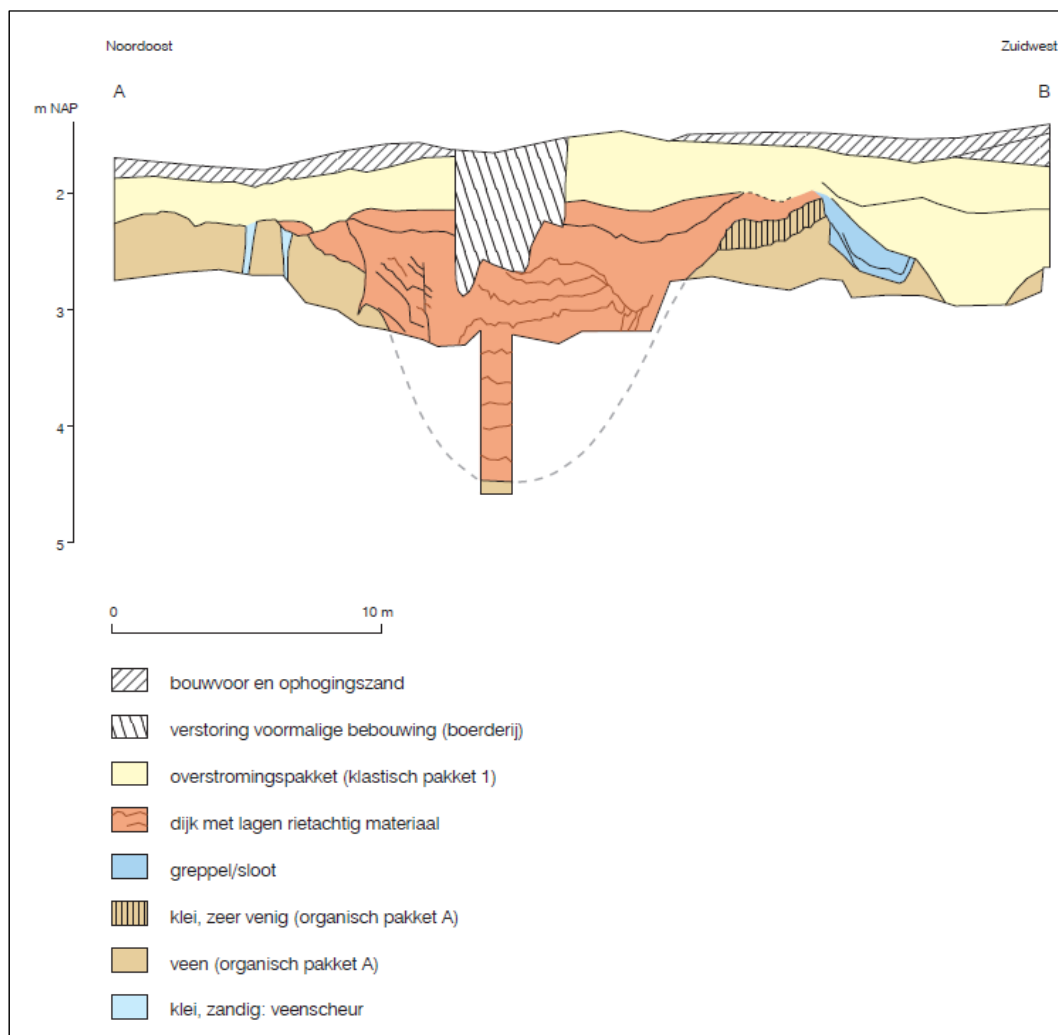 Noordoost
Zuidwest
A
B
m NAP
2
3
4
5
0
10 m
bouwvoor en ophogingszand
verstoring voormalige bebouwing (boerderij)
overstromingspakket (klastisch pakket 1)
dijk met lagen rietachtig materiaal
greppel/sloot
klei, zeer venig (organisch pakket A)
veen (organisch pakket A)
klei, zandig: veenscheur